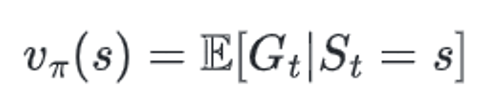 v_π(s) = 𝔼[G_t|S_t = s]